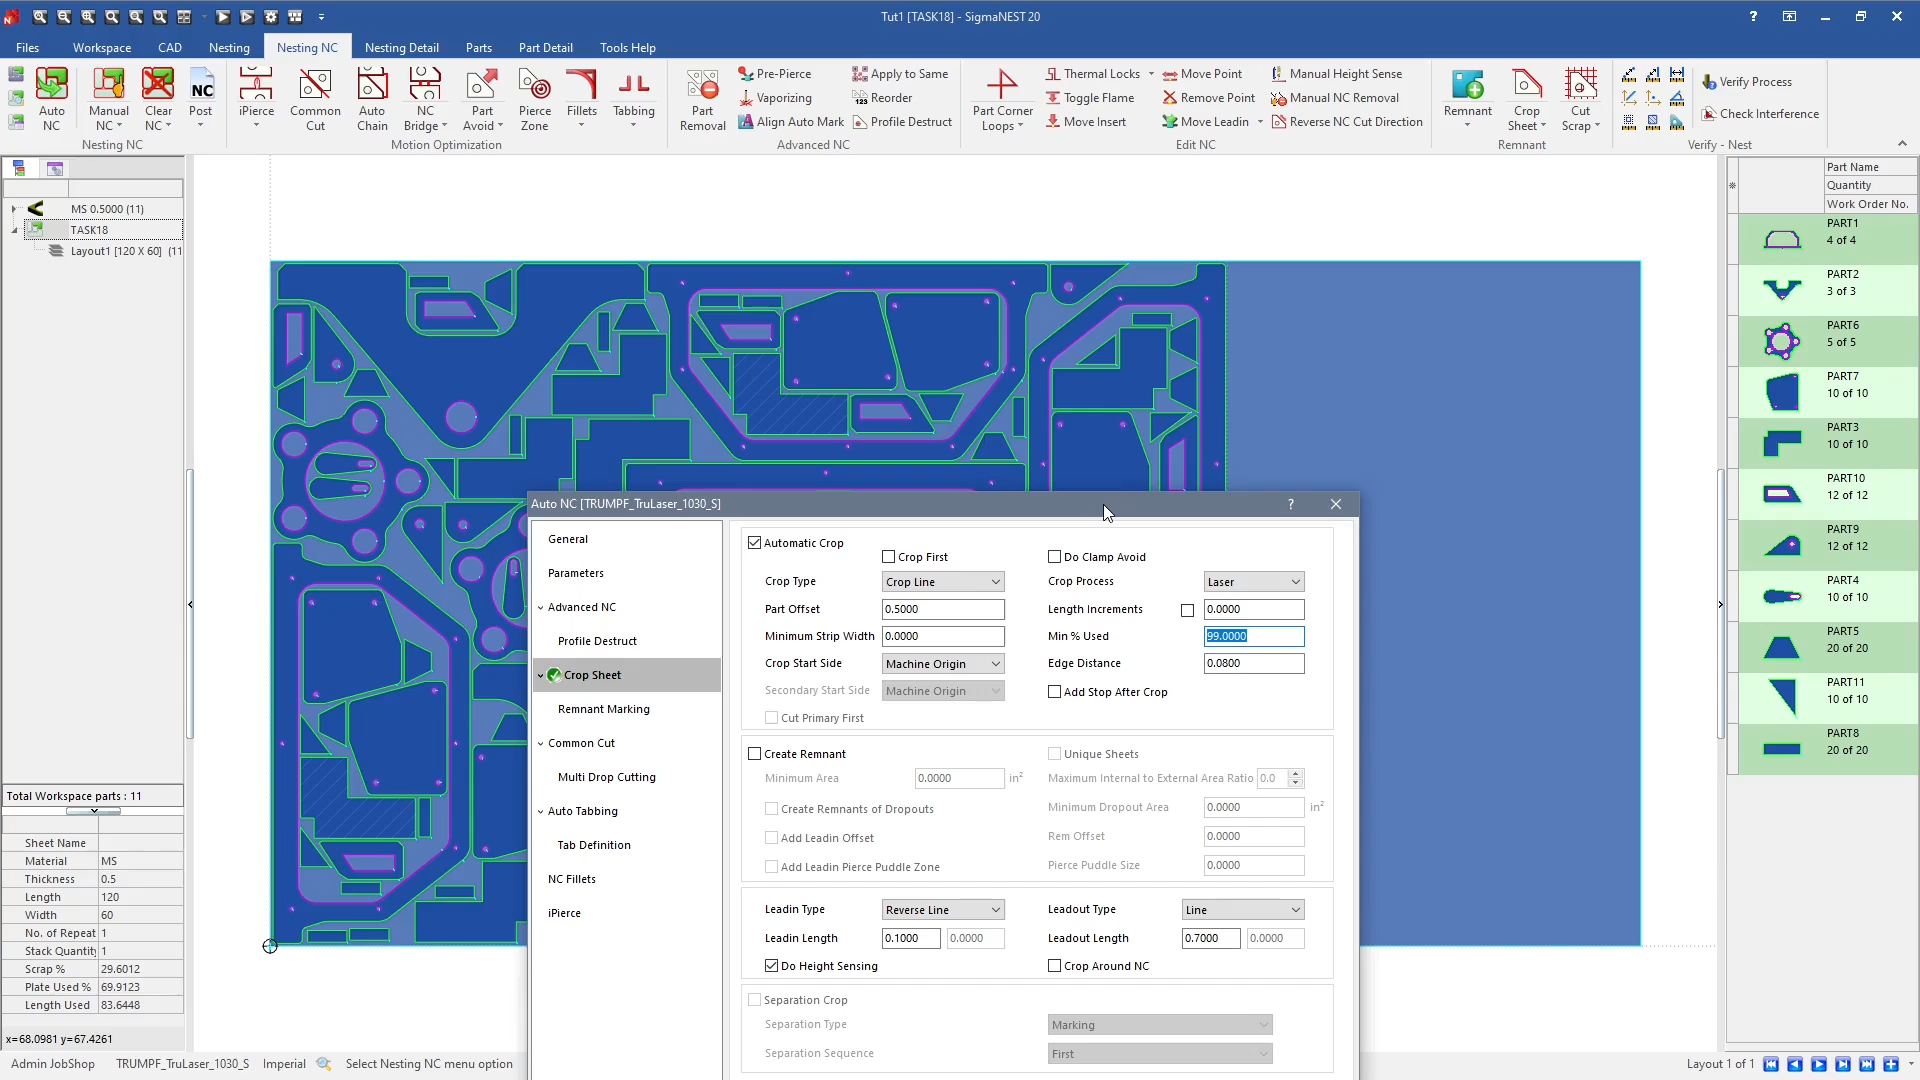 Tut1 [TASK18] - SigmaNEST 20
Files
Workspace
CAD
Nesting
Nesting NC
Nesting Detail
Parts
Part Detail
Tools Help
Auto NC
Manual NC
Clear NC
NC Post
Nesting NC
iPierce
Common Cut
Auto Chain
NC Bridge
Part Avoid
Pierce Zone
Fillets
Tabbing
Motion Optimization
Part Removal
Pre-Pierce
Vaporizing
Align Auto Mark
Apply to Same
Reorder
Profile Destruct
Advanced NC
Part Corner Loops
Thermal Locks
Toggle Flame
Move Insert
Move Point
Remove Point
Move Leadin
Manual Height Sense
Manual NC Removal
Reverse NC Cut Direction
Edit NC
Remnant
Crop Sheet
Cut Scrap
Remnant
Verify Process
Check Interference
Verify - Nest
MS 0.5000 (11)
TASK18
Layout1 [120 X 60] (11
Total Workspace parts : 11
Sheet Name
Material MS
Thickness 0.5
Length 120
Width 60
No. of Repeat 1
Stack Quantity 1
Scrap % 29.6012
Plate Used % 69.9123
Length Used 83.6448
x=68.0981 y=67.4261
Auto NC [TRUMPF_TruLaser_1030_S]
General
Parameters
Advanced NC
Profile Destruct
Crop Sheet
Remnant Marking
Common Cut
Multi Drop Cutting
Auto Tabbing
Tab Definition
NC Fillets
iPierce
Automatic Crop
Crop First
Do Clamp Avoid
Crop Type Crop Line
Crop Process Laser
Part Offset 0.5000
Length Increments 0.0000
Minimum Strip Width 0.0000
Min % Used 99.0000
Crop Start Side Machine Origin
Edge Distance 0.0800
Secondary Start Side Machine Origin
Add Stop After Crop
Cut Primary First
Create Remnant
Unique Sheets
Minimum Area 0.0000 in²
Maximum Internal to External Area Ratio 0.0
Create Remnants of Dropouts
Minimum Dropout Area 0.0000 in²
Add Leadin Offset
Rem Offset 0.0000
Add Leadin Pierce Puddle Zone
Pierce Puddle Size 0.0000
Leadin Type Reverse Line
Leadout Type Line
Leadin Length 0.1000 0.0000
Leadout Length 0.7000 0.0000
Do Height Sensing
Crop Around NC
Separation Crop
Separation Type Marking
Separation Sequence First
Part Name
Quantity
Work Order No.
PART1
4 of 4
PART2
3 of 3
PART6
5 of 5
PART7
10 of 10
PART3
10 of 10
PART10
12 of 12
PART9
12 of 12
PART4
10 of 10
PART5
20 of 20
PART11
10 of 10
PART8
20 of 20
Admin JobShop
TRUMPF_TruLaser_1030_S
Imperial
Select Nesting NC menu option
Layout 1 of 1